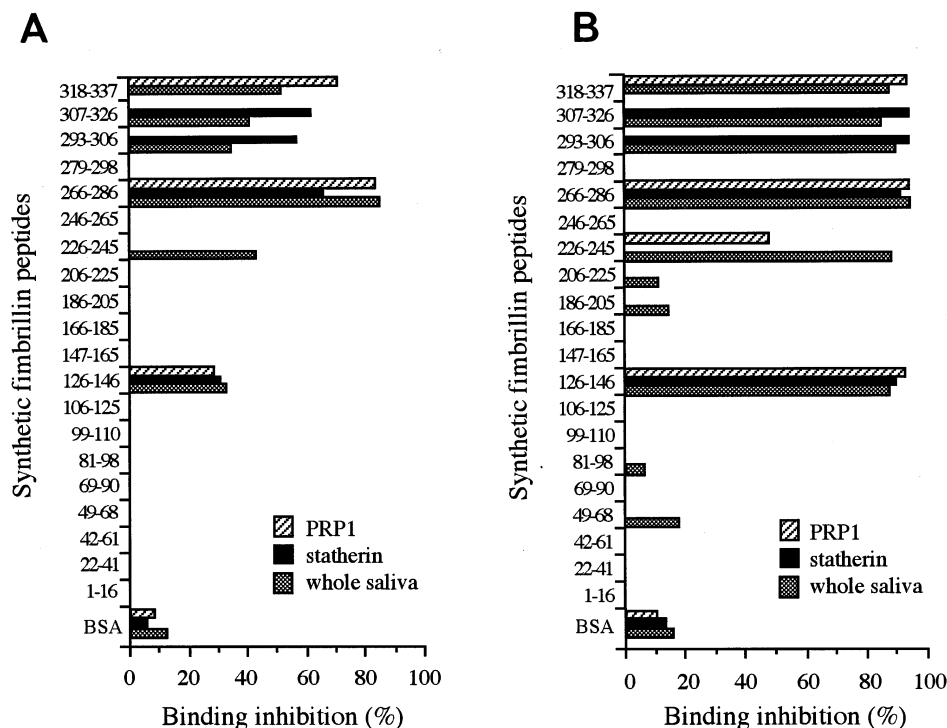 A
318-337
307-326
293-306
279-298
266-286
246-265
226-245
206-225
186-205
166-185
147-165
126-146
106-125
99-110
81-98
69-90
49-68
42-61
22-41
1-16
BSA
Synthetic fimbrillin peptides
PRP1
statherin
whole saliva
0 20 40 60 80 100
Binding inhibition (%)
B
318-337
307-326
293-306
279-298
266-286
246-265
226-245
206-225
186-205
166-185
147-165
126-146
106-125
99-110
81-98
69-90
49-68
42-61
22-41
1-16
BSA
Synthetic fimbrillin peptides
PRP1
statherin
whole saliva
0 20 40 60 80 100
Binding inhibition (%)